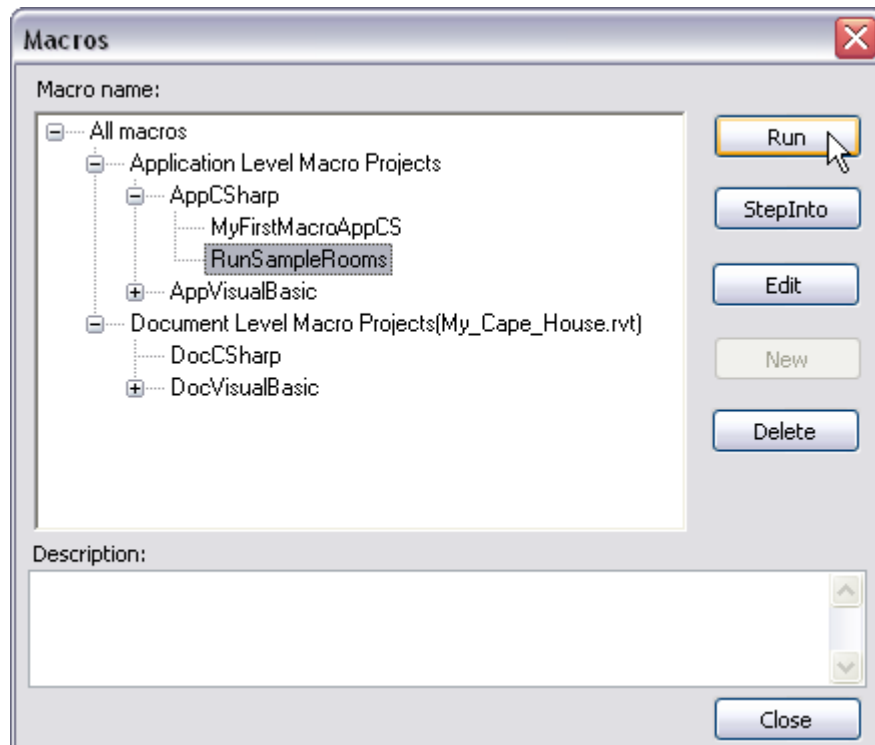 Macros
Macro name:
All macros
Application Level Macro Projects
AppCSharp
MyFirstMacroAppCS
RunSampleRooms
AppVisualBasic
Document Level Macro Projects(My_Cape_House.rvt)
DocCSharp
DocVisualBasic
Run
StepInto
Edit
New
Delete
Description:
Close